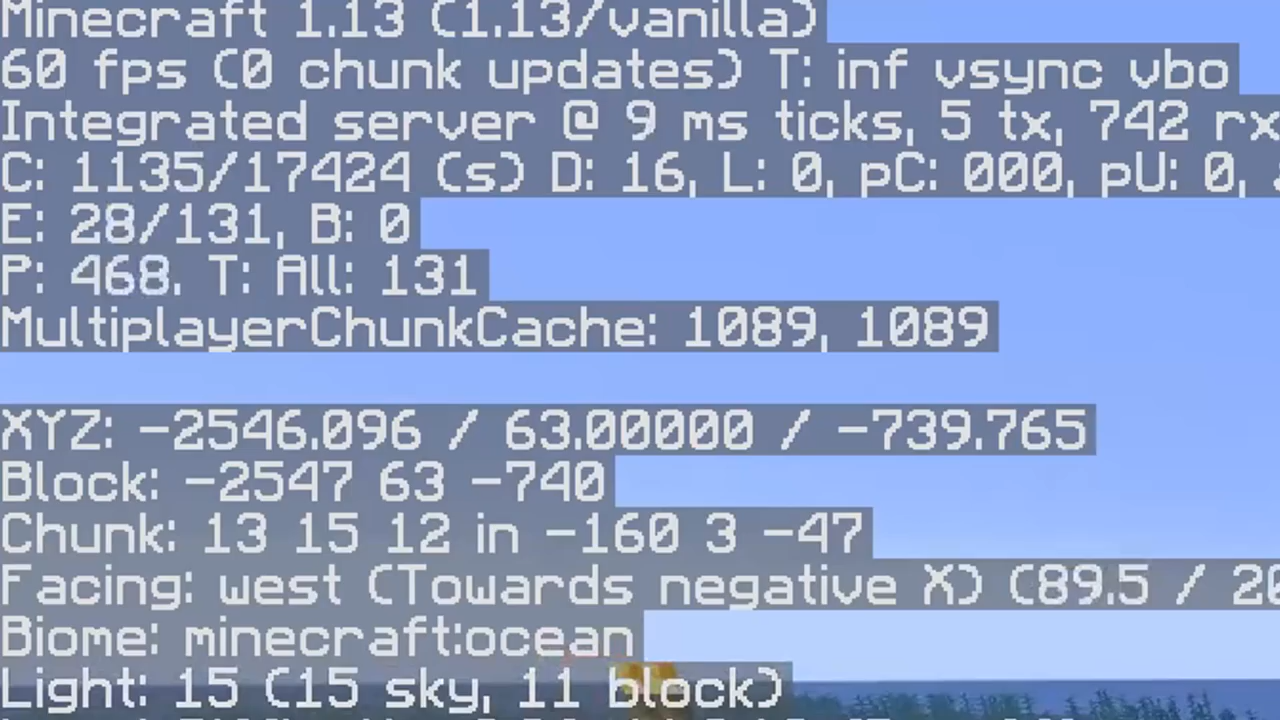 Minecraft 1.13 (1.13/vanilla)
60 fps (0 chunk updates) T: inf vsync vbo
Integrated server @ 9 ms ticks, 5 tx, 742 rx
C: 1135/17424 (s) D: 16, L: 0, pC: 000, pU: 0,
E: 28/131, B: 0
P: 468. T: All: 131
MultiplayerChunkCache: 1089, 1089
XYZ: -2546.096 / 63.00000 / -739.765
Block: -2547 63 -740
Chunk: 13 15 12 in -160 3 -47
Facing: west (Towards negative X) (89.5 / 20
Biome: minecraft:ocean
Light: 15 (15 sky, 11 block)